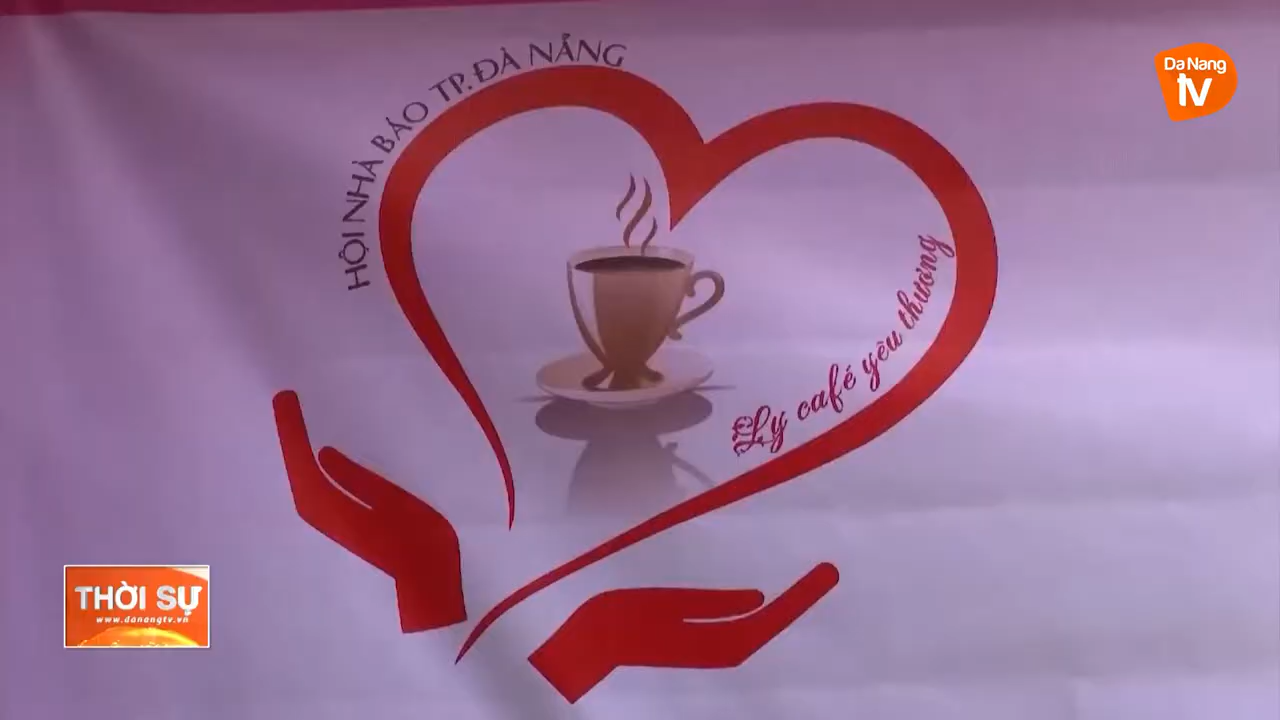 HỘI NHÀ BÁO TP.ĐÀ NẴNG
Da Nang
tv
Ly café yêu thương
THỜI SỰ
www.danangtv.vn